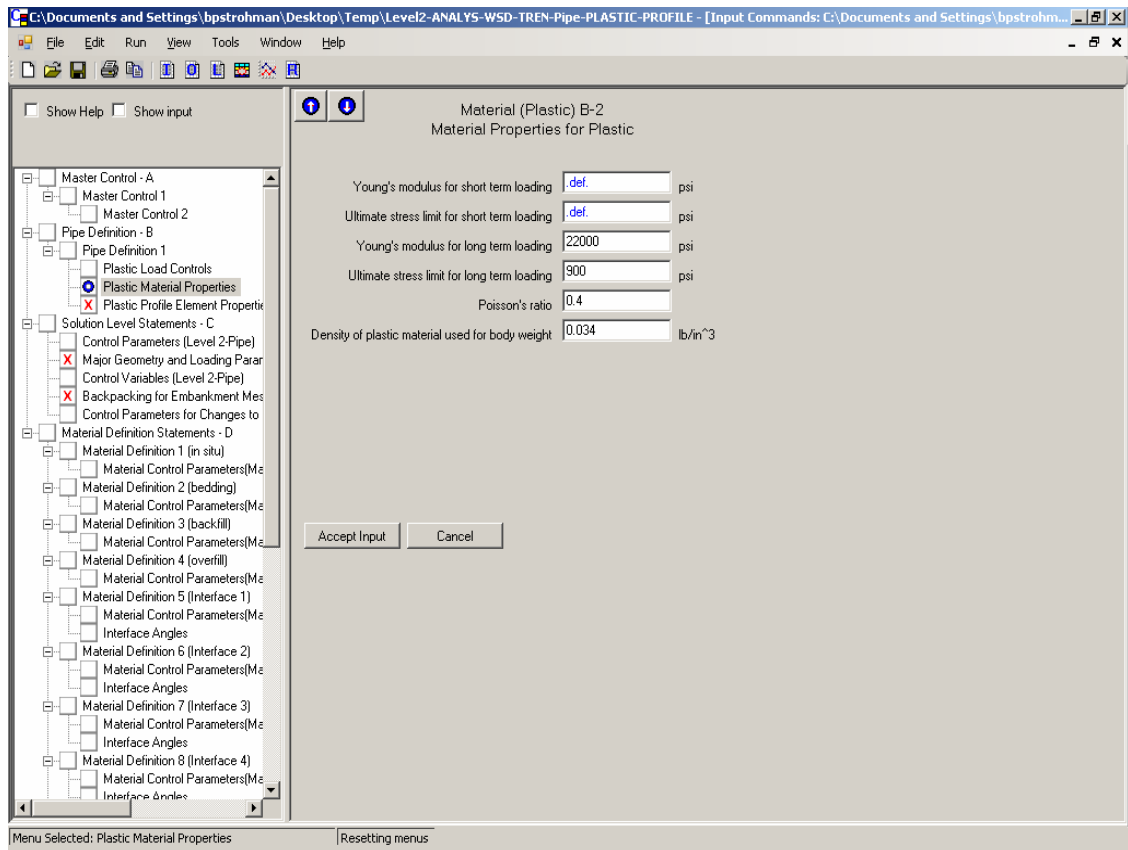 C:\Documents and Settings\bpstrohman\Desktop\Temp\Level2-ANALYS-WSD-TREN-Pipe-PLASTIC-PROFILE - [Input Commands: C:\Documents and Settings\bpstrohm...
File Edit Run View Tools Window Help
Show Help Show input
Material (Plastic) B-2
Material Properties for Plastic
Master Control - A
Master Control 1
Master Control 2
Pipe Definition - B
Pipe Definition 1
Plastic Load Controls
Plastic Material Properties
Plastic Profile Element Propertie
Solution Level Statements - C
Control Parameters (Level 2-Pipe)
Major Geometry and Loading Parar
Control Variables (Level 2-Pipe)
Backpacking for Embankment Mes
Control Parameters for Changes to
Material Definition Statements - D
Material Definition 1 (in situ)
Material Control Parameters(Ma
Material Definition 2 (bedding)
Material Control Parameters(Ma
Material Definition 3 (backfill)
Material Control Parameters(Ma
Material Definition 4 (overfill)
Material Control Parameters(Ma
Material Definition 5 (Interface 1)
Material Control Parameters(Ma
Interface Angles
Material Definition 6 (Interface 2)
Material Control Parameters(Ma
Interface Angles
Material Definition 7 (Interface 3)
Material Control Parameters(Ma
Interface Angles
Material Definition 8 (Interface 4)
Material Control Parameters(Ma
Interface Angles
Young's modulus for short term loading .def. psi
Ultimate stress limit for short term loading .def. psi
Young's modulus for long term loading 22000 psi
Ultimate stress limit for long term loading 900 psi
Poisson's ratio 0.4
Density of plastic material used for body weight 0.034 lb/in^3
Accept Input Cancel
Menu Selected: Plastic Material Properties Resetting menus